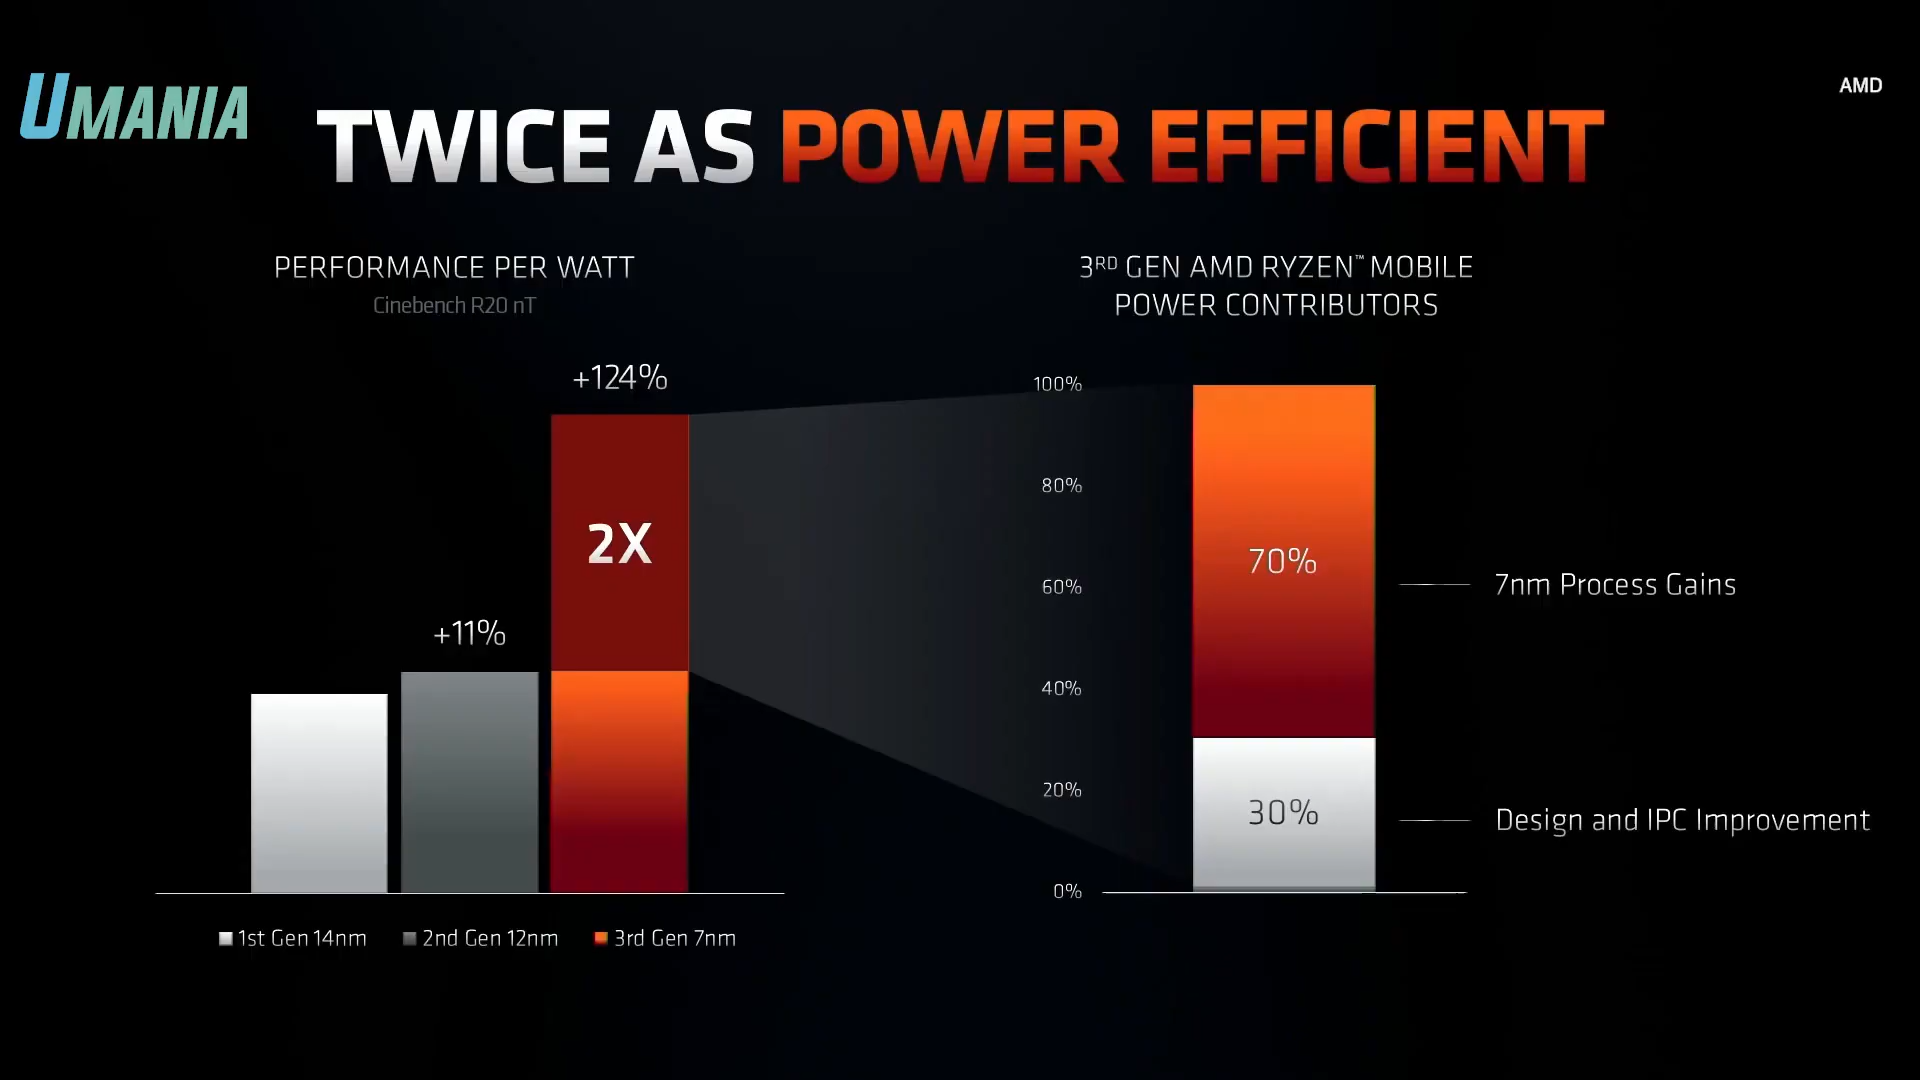 UMANIA
AMD
TWICE AS POWER EFFICIENT
PERFORMANCE PER WATT
Cinebench R20 nT
+124%
2X
+11%
1st Gen 14nm
2nd Gen 12nm
3rd Gen 7nm
3RD GEN AMD RYZEN™ MOBILE
POWER CONTRIBUTORS
100%
80%
60%
40%
20%
0%
70%
7nm Process Gains
30%
Design and IPC Improvement